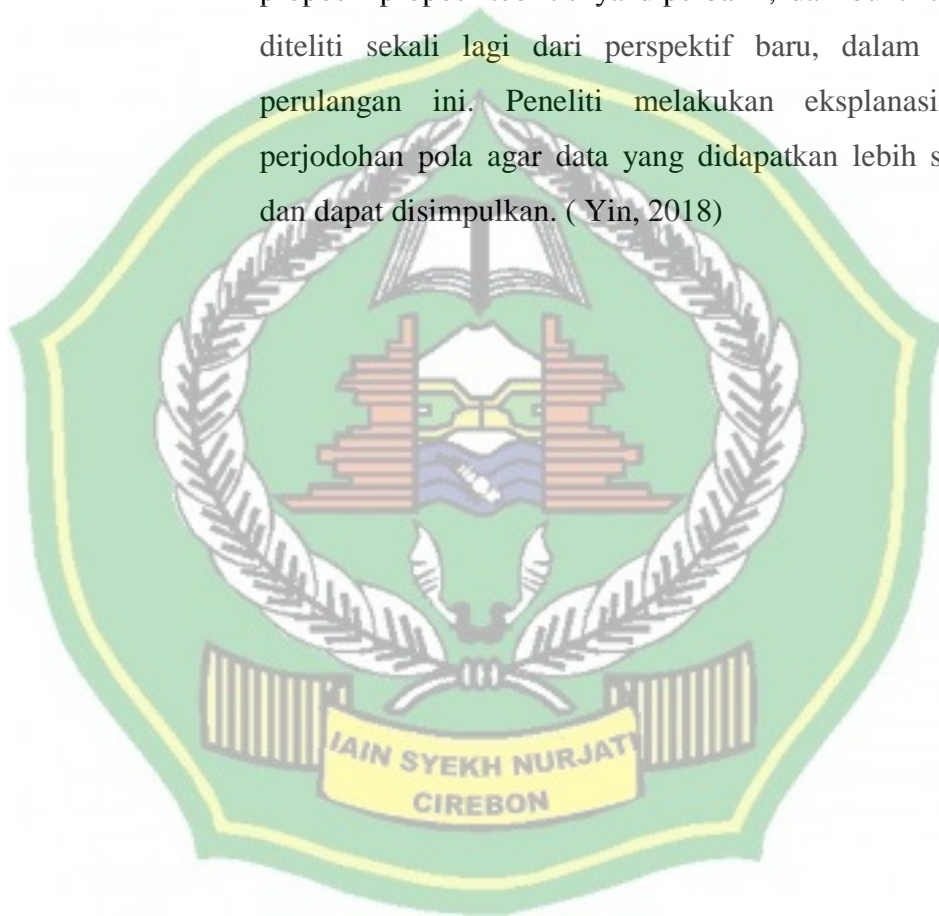 diteliti sekali lagi dari perspektif baru, dalam
perulangan ini. Peneliti melakukan eksplanasi
perjodohan pola agar data yang didapatkan lebih
dan dapat disimpulkan. ( Yin, 2018)
IAIN SYEKH NURJATI
CIREBON